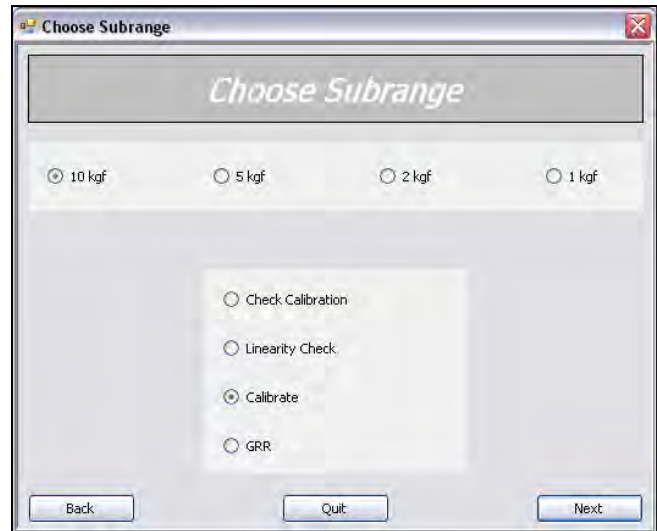 Choose Subrange
Choose Subrange
10 kgf 5 kgf 2 kgf 1 kgf
Check Calibration
Linearity Check
Calibrate
GRR
Back Quit Next